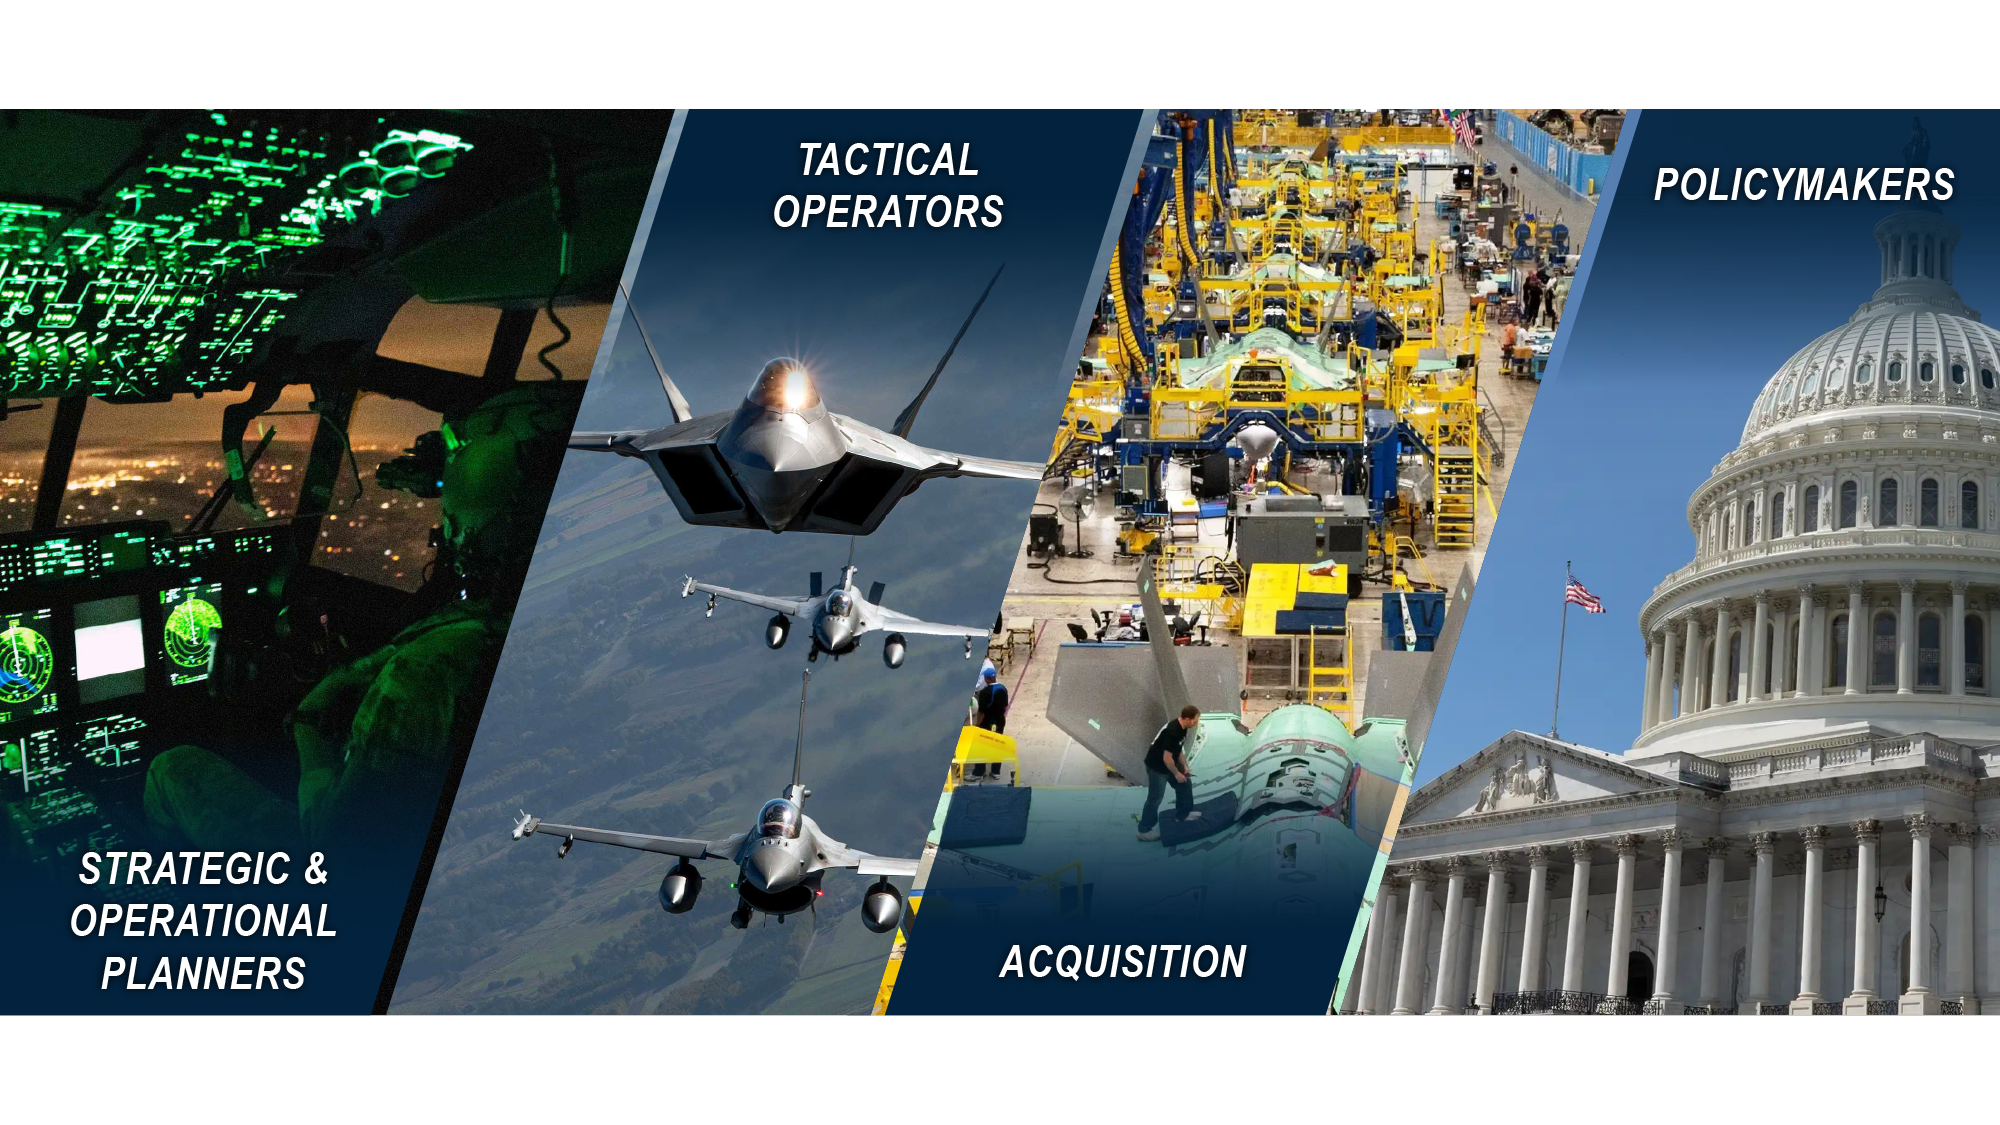 STRATEGIC &
OPERATIONAL
PLANNERS
TACTICAL
OPERATORS
ACQUISITION
POLICYMAKERS